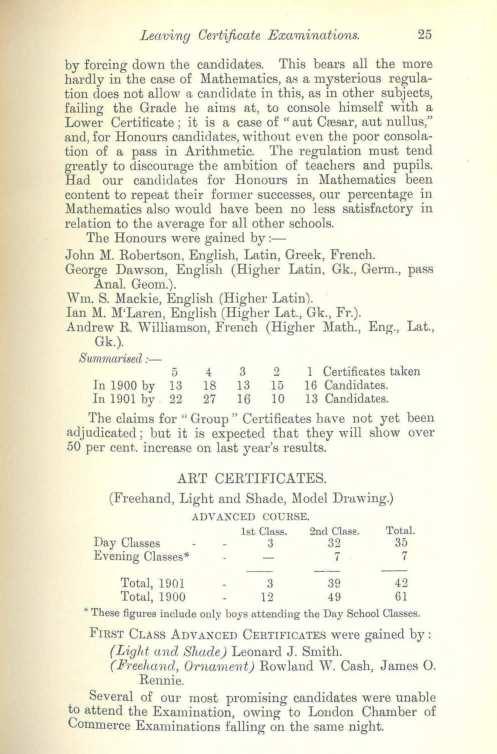 Leaving Certificate Examinations. 25
by forcing down the candidates. This bears all the more
hardly in the case of Mathematics, as a mysterious regula-
tion does not allow a candidate in this, as in other subjects,
failing the Grade he aims at, to console himself with a
Lower Certificate; it is a case of "aut Cæsar, aut nullus,"
and, for Honours candidates, without even the poor consola-
tion of a pass in Arithmetic. The regulation must tend
greatly to discourage the ambition of teachers and pupils.
Had our candidates for Honours in Mathematics been
content to repeat their former successes, our percentage in
Mathematics also would have been no less satisfactory in
relation to the average for all other schools.
The Honours were gained by:—
John M. Robertson, English, Latin, Greek, French.
George Dawson, English (Higher Latin, Gk., Germ., pass
Anal. Geom.).
Wm. S. Mackie, English (Higher Latin).
Ian M. M'Laren, English (Higher Lat., Gk., Fr.).
Andrew R. Williamson, French (Higher Math., Eng., Lat.,
Gk.).
Summarised:—
5 4 3 2 1 Certificates taken
In 1900 by 13 18 13 15 16 Candidates.
In 1901 by 22 27 16 10 13 Candidates.
The claims for "Group" Certificates have not yet been
adjudicated; but it is expected that they will show over
50 per cent. increase on last year's results.
ART CERTIFICATES.
(Freehand, Light and Shade, Model Drawing.)
ADVANCED COURSE.
1st Class. 2nd Class. Total.
Day Classes - - 3 32 35
Evening Classes* - — 7 7
Total, 1901 - 3 39 42
Total, 1900 - 12 49 61
* These figures include only boys attending the Day School Classes.
FIRST CLASS ADVANCED CERTIFICATES were gained by:
(Light and Shade) Leonard J. Smith.
(Freehand, Ornament) Rowland W. Cash, James O.
Rennie.
Several of our most promising candidates were unable
to attend the Examination, owing to London Chamber of
Commerce Examinations falling on the same night.